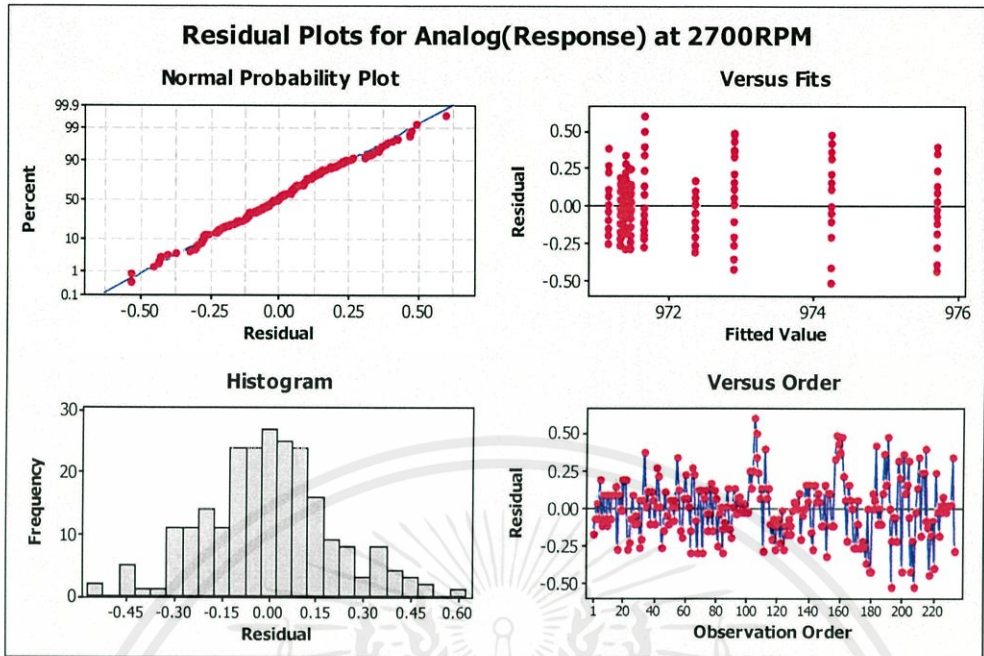 Residual Plots for Analog(Response) at 2700RPM
Normal Probability Plot
99.9
99
90
50
10
1
0.1
Percent
-0.50 -0.25 0.00 0.25 0.50
Residual
Versus Fits
0.50
0.25
0.00
-0.25
-0.50
Residual
972 974 976
Fitted Value
Histogram
30
20
10
0
Frequency
-0.45 -0.30 -0.15 0.00 0.15 0.30 0.45 0.60
Residual
Versus Order
0.50
0.25
0.00
-0.25
-0.50
Residual
1 20 40 60 80 100 120 140 160 180 200 220
Observation Order